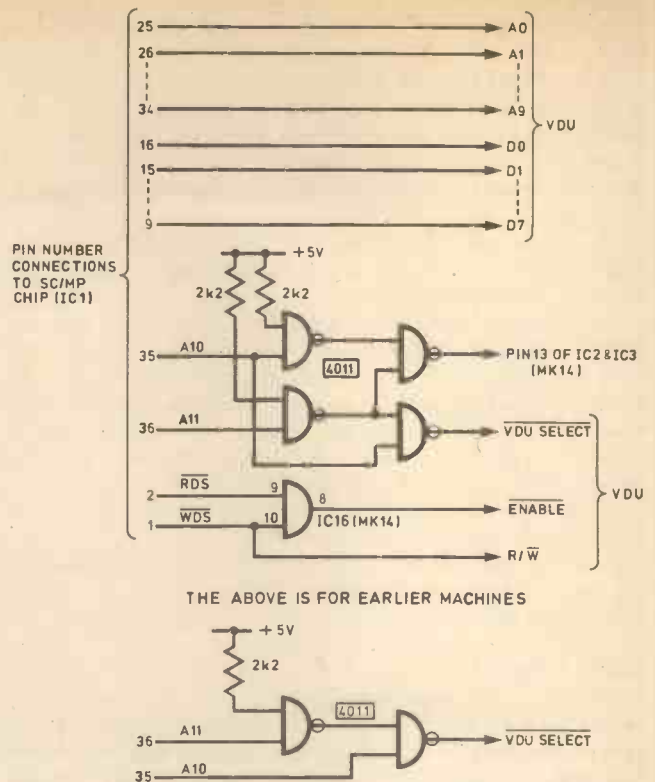 25 A0
26 A1
34 A9
VDU
16 D0
15 D1
9 D7
PIN NUMBER
CONNECTIONS
TO SC/MP
CHIP (IC1)
+5V
2k2 2k2
35 A10
4011
PIN 13 OF IC2 & IC3
(MK14)
36 A11
VDU SELECT
2 RDS 9 8
VDU
IC16 (MK14) ENABLE
1 WDS 10
R/W
THE ABOVE IS FOR EARLIER MACHINES
+5V
2k2
4011
36 A11
VDU SELECT
35 A10